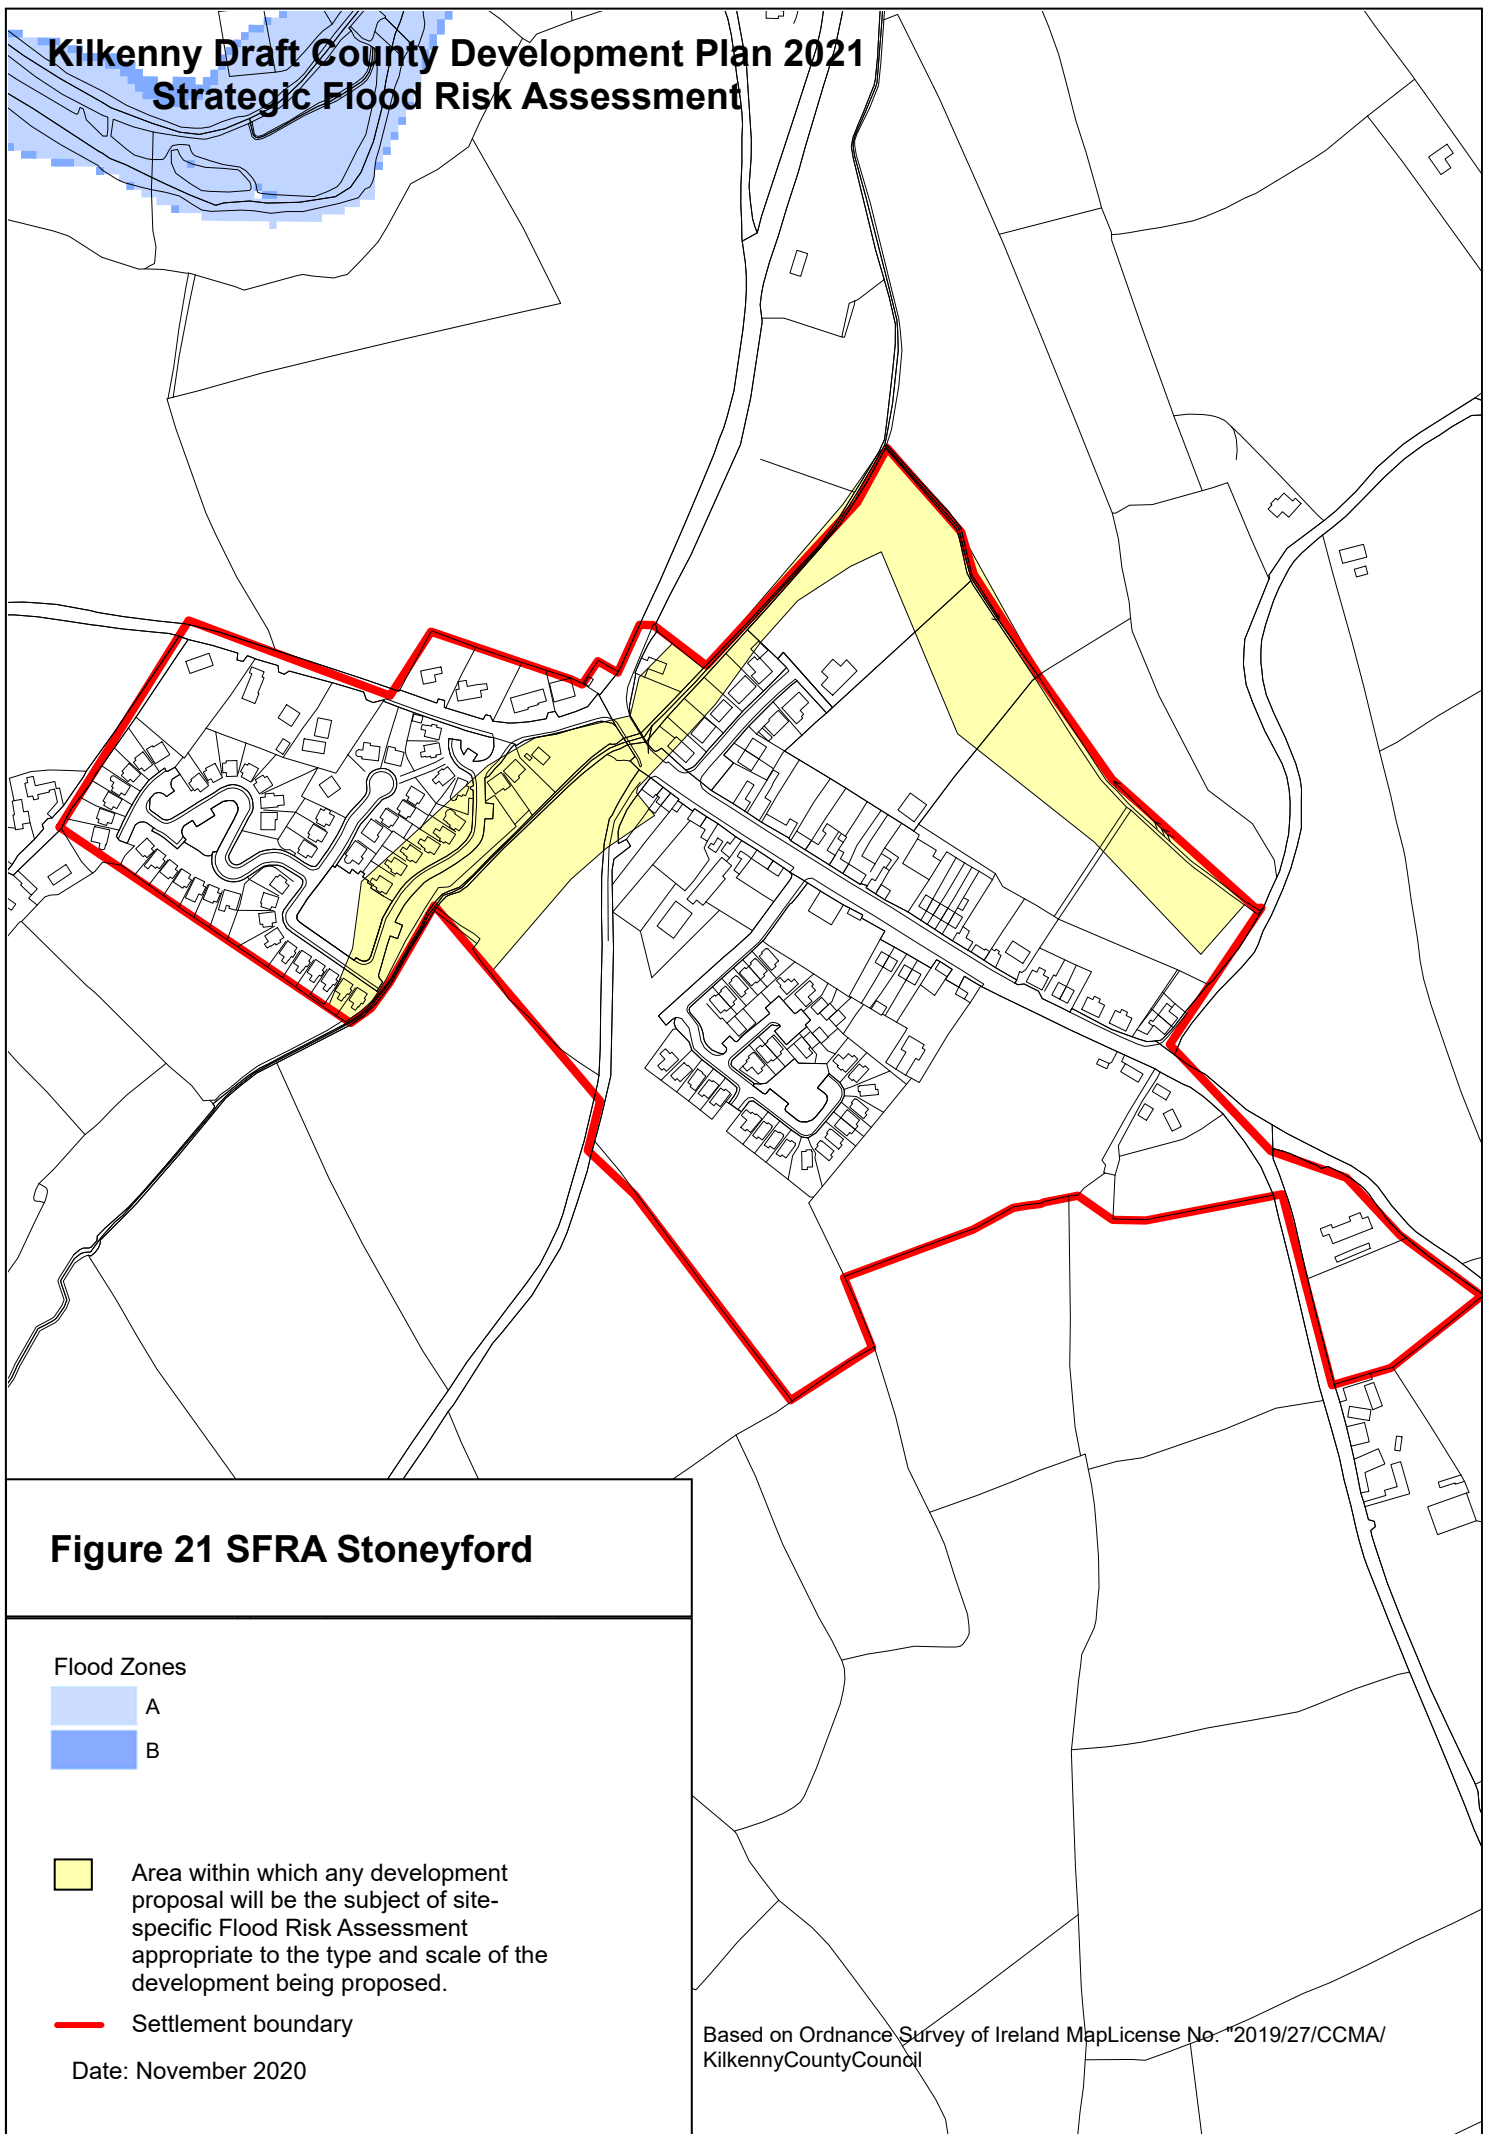 Kilkenny Draft County Development Plan 2021
Strategic Flood Risk Assessment
Figure 21 SFRA Stoneyford
Flood Zones
A
B
Area within which any development
proposal will be the subject of site-
specific Flood Risk Assessment
appropriate to the type and scale of the
development being proposed.
Settlement boundary
Date: November 2020
Based on Ordnance Survey of Ireland MapLicense No. "2019/27/CCMA/
KilkennyCountyCouncil